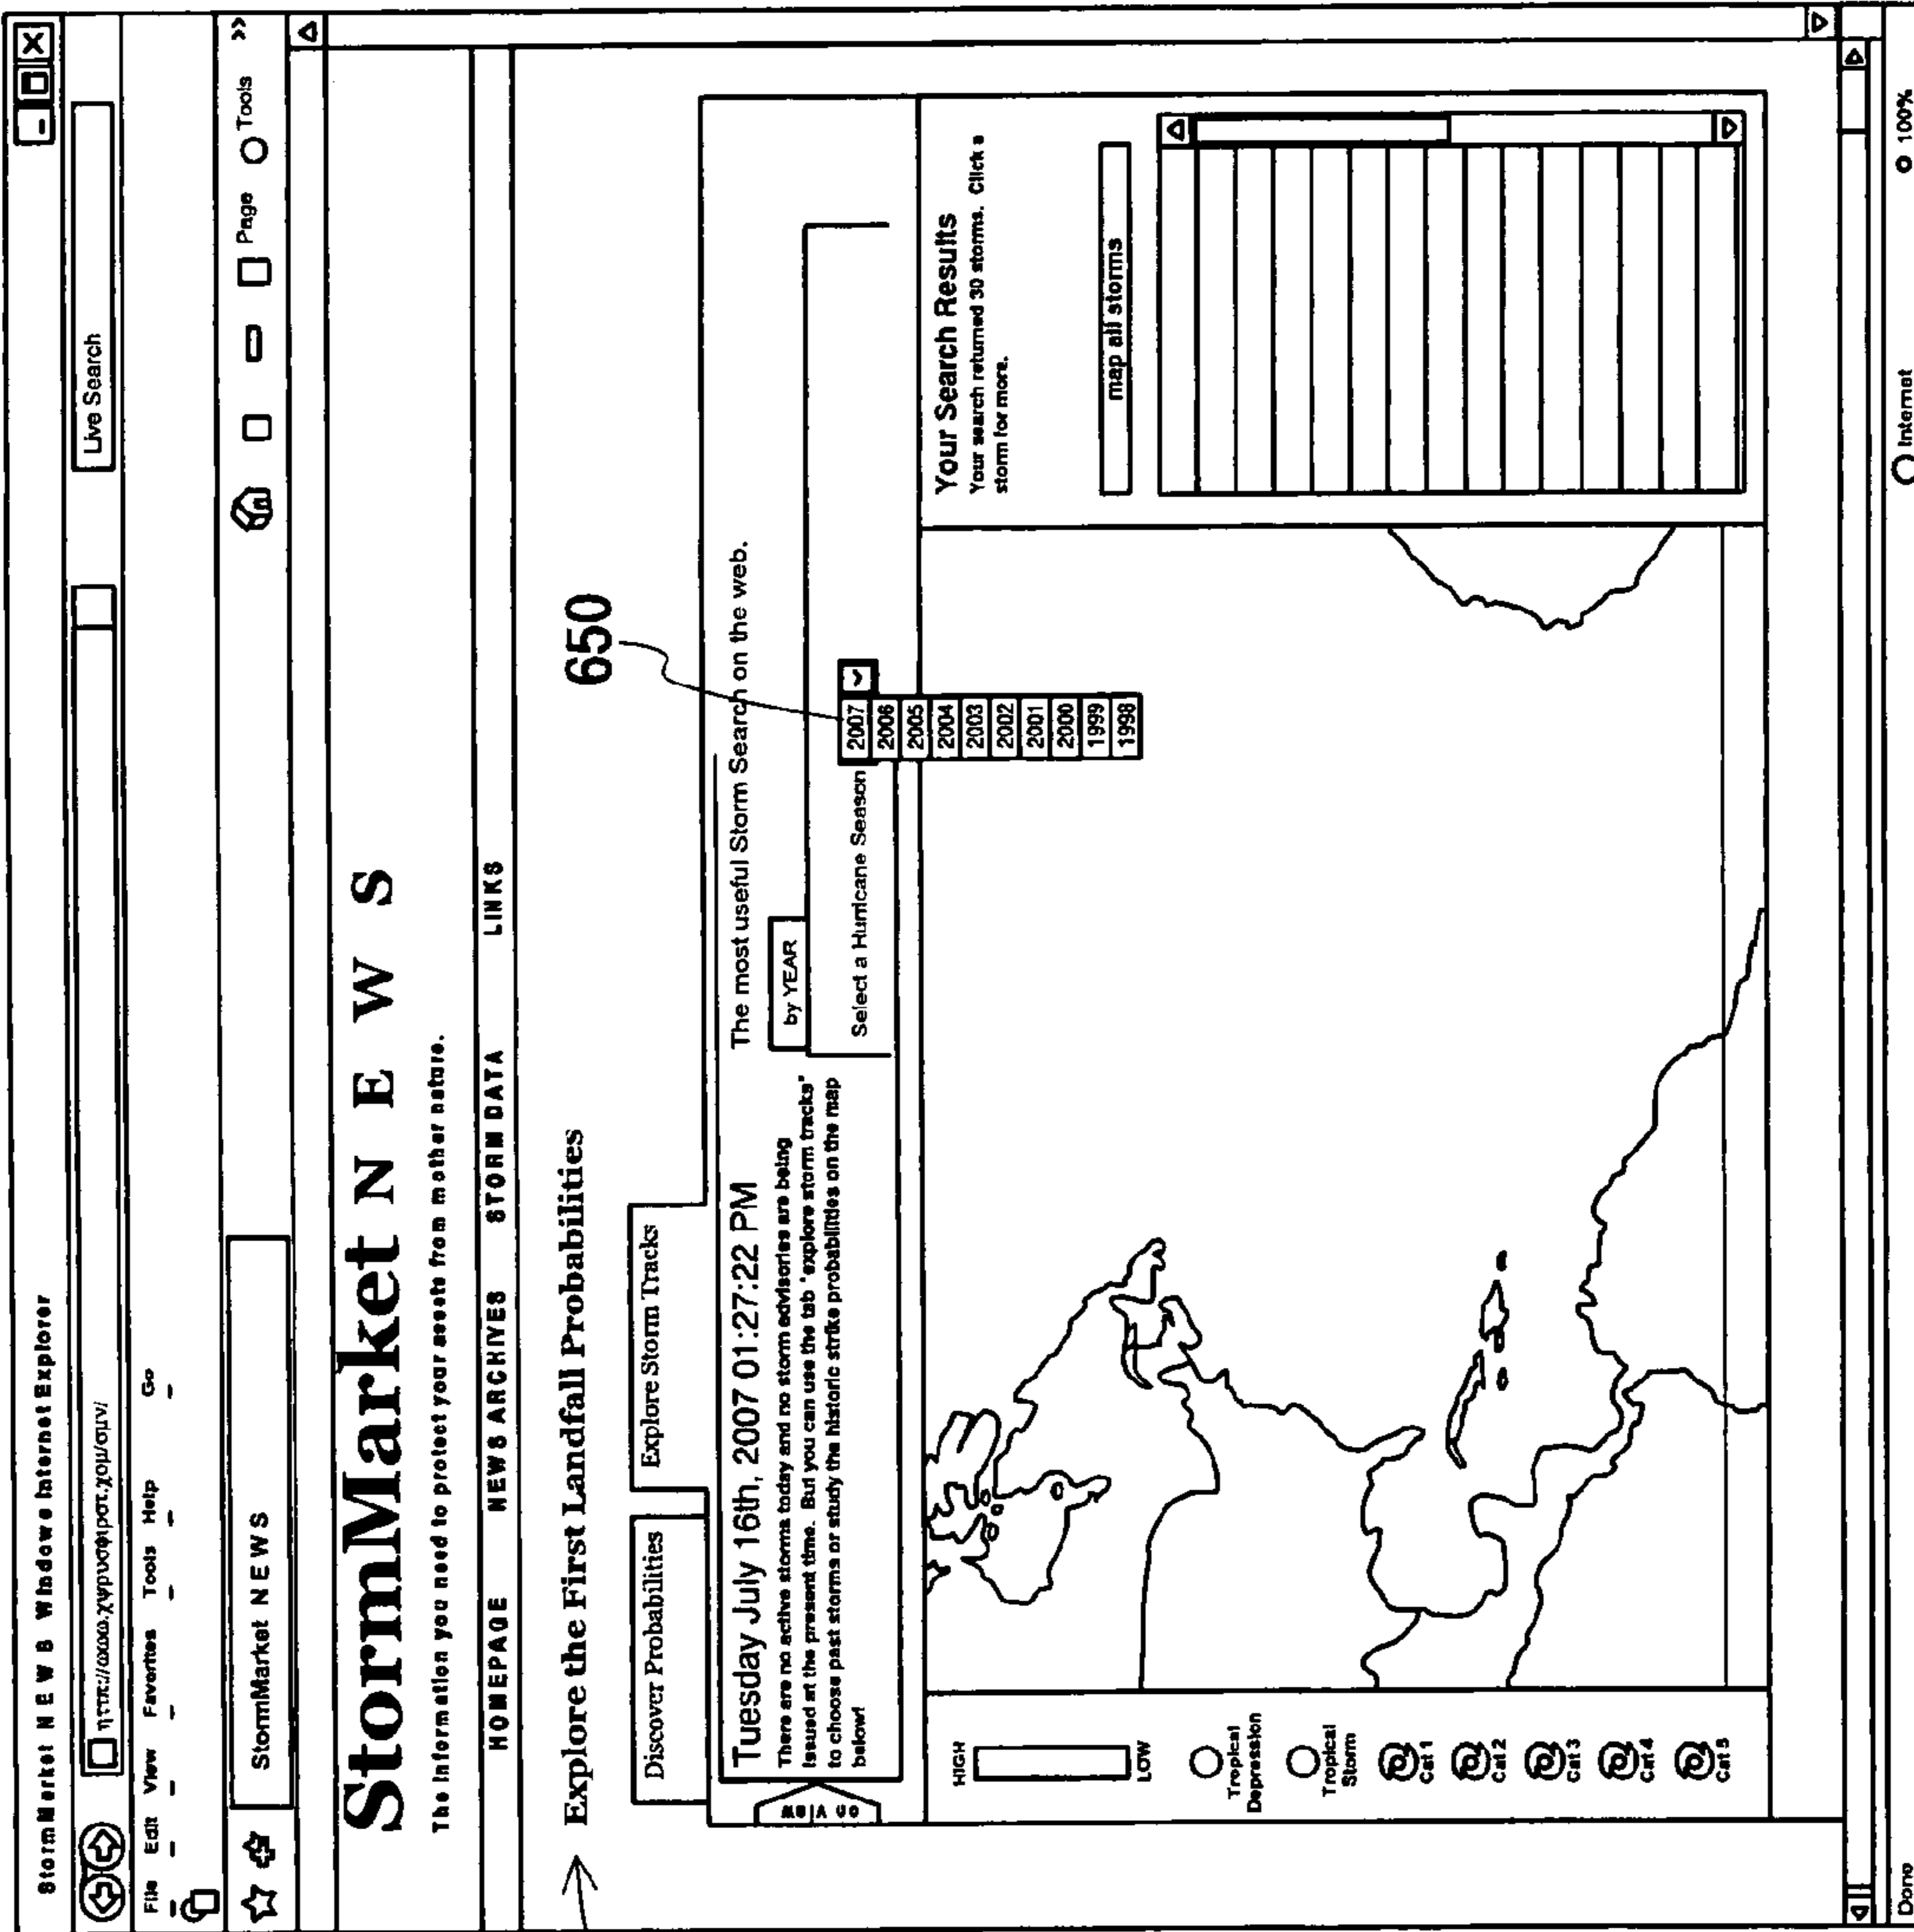 StormMarket N E W S Windows Internet Explorer
ηττπ://ωωω.χψρυσφιρστ.χομ/σμν/
Live Search
File Edit View Favorites Tools Help Go
StormMarket N E W S
Page Tools »
StormMarket N E W S
The information you need to protect your assets from mother nature.
HOMEPAGE NEWS ARCHIVES STORM DATA LINKS
Explore the First Landfall Probabilities
650
Discover Probabilities Explore Storm Tracks
Tuesday July 16th, 2007 01:27:22 PM
There are no active storms today and no storm advisories are being
issued at the present time. But you can use the tab 'explore storm tracks'
to choose past storms or study the historic strike probabilities on the map
below!
The most useful Storm Search on the web.
by YEAR
Select a Hurricane Season
2007
2006
2005
2004
2003
2002
2001
2000
1999
1998
HIGH
LOW
Tropical
Depression
Tropical
Storm
Cat 1
Cat 2
Cat 3
Cat 4
Cat 5
Your Search Results
Your search returned 30 storms. Click a
storm for more.
map all storms
Done
Internet
100%